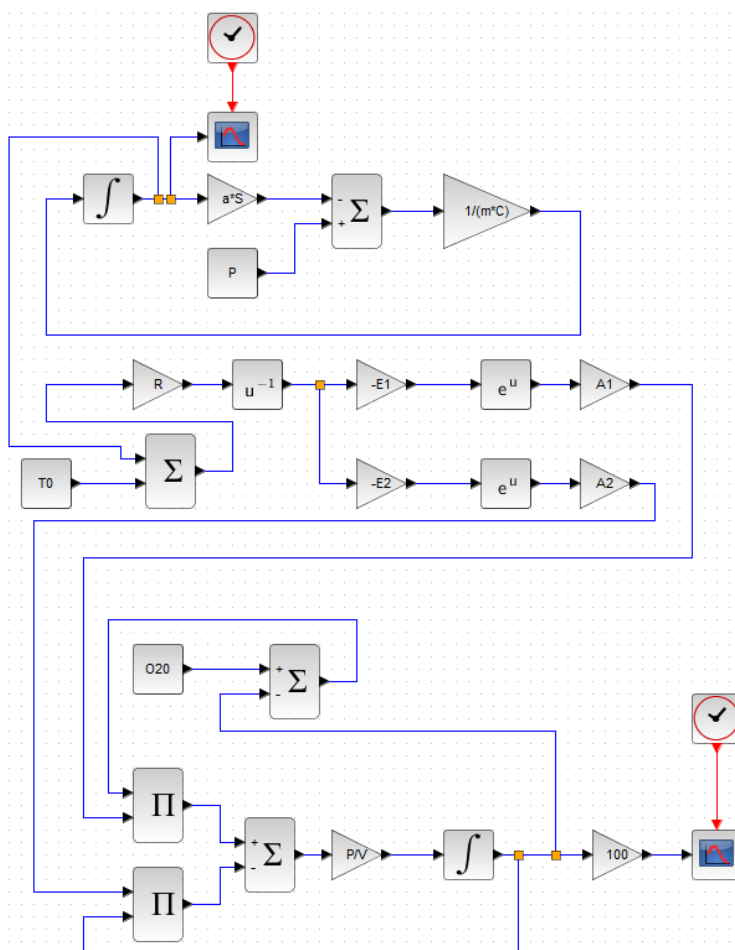 ∫
a*S
-
+
Σ
1/(m*C)
P
R
u⁻¹
-E1
eᵘ
A1
T0
Σ
-E2
eᵘ
A2
O20
+
-
Σ
Π
+
-
Σ
P/V
∫
100
Π